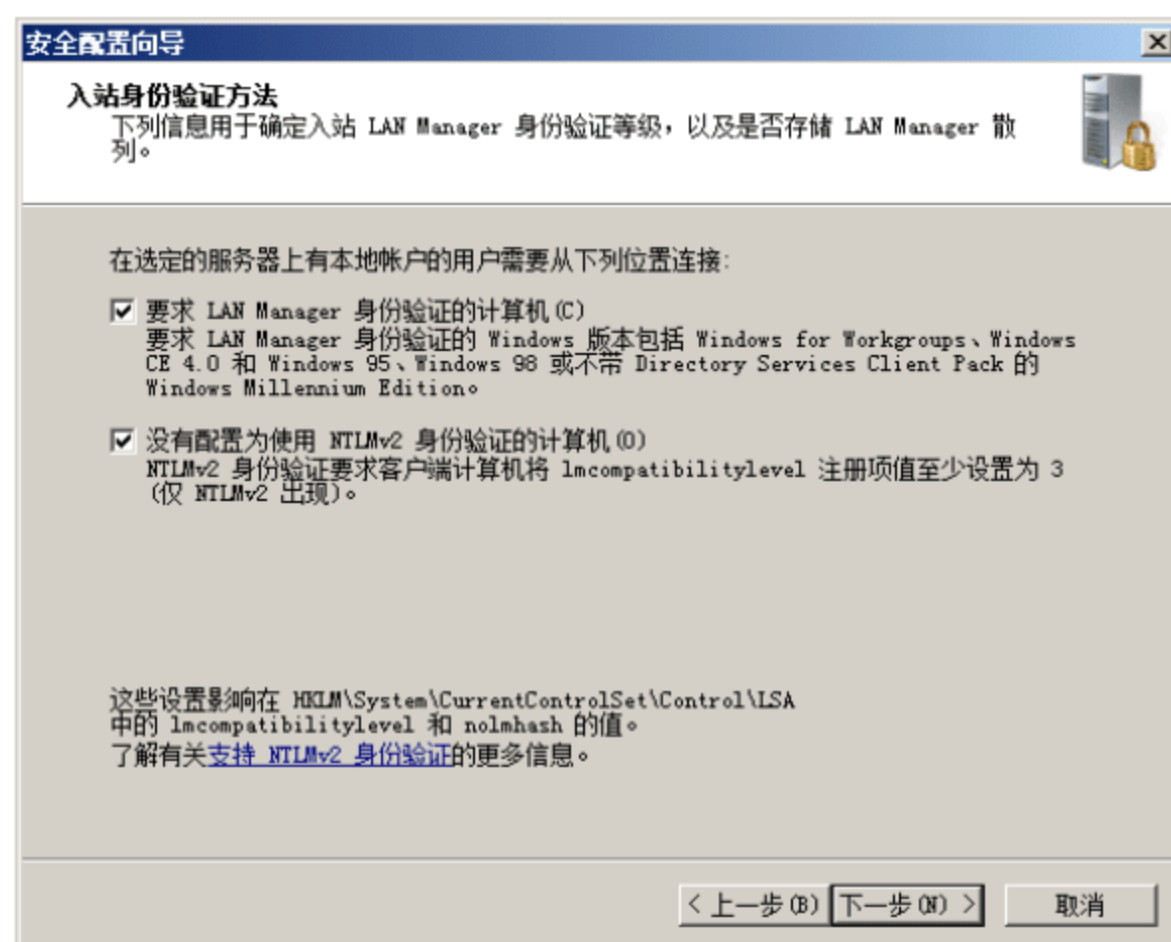 安全配置向导
入站身份验证方法
下列信息用于确定入站 LAN Manager 身份验证等级，以及是否存储 LAN Manager 散
列。
在选定的服务器上有本地帐户的用户需要从下列位置连接:
要求 LAN Manager 身份验证的计算机(C)
要求 LAN Manager 身份验证的 Windows 版本包括 Windows for Workgroups、Windows
CE 4.0 和 Windows 95、Windows 98 或不带 Directory Services Client Pack 的
Windows Millennium Edition。
没有配置为使用 NTLMv2 身份验证的计算机(O)
NTLMv2 身份验证要求客户端计算机将 lmcompatibilitylevel 注册项值至少设置为 3
(仅 NTLMv2 出现)。
这些设置影响在 HKLM\System\CurrentControlSet\Control\LSA
中的 lmcompatibilitylevel 和 nolmhash 的值。
了解有关支持 NTLMv2 身份验证的更多信息。
< 上一步(B) 下一步(N) > 取消